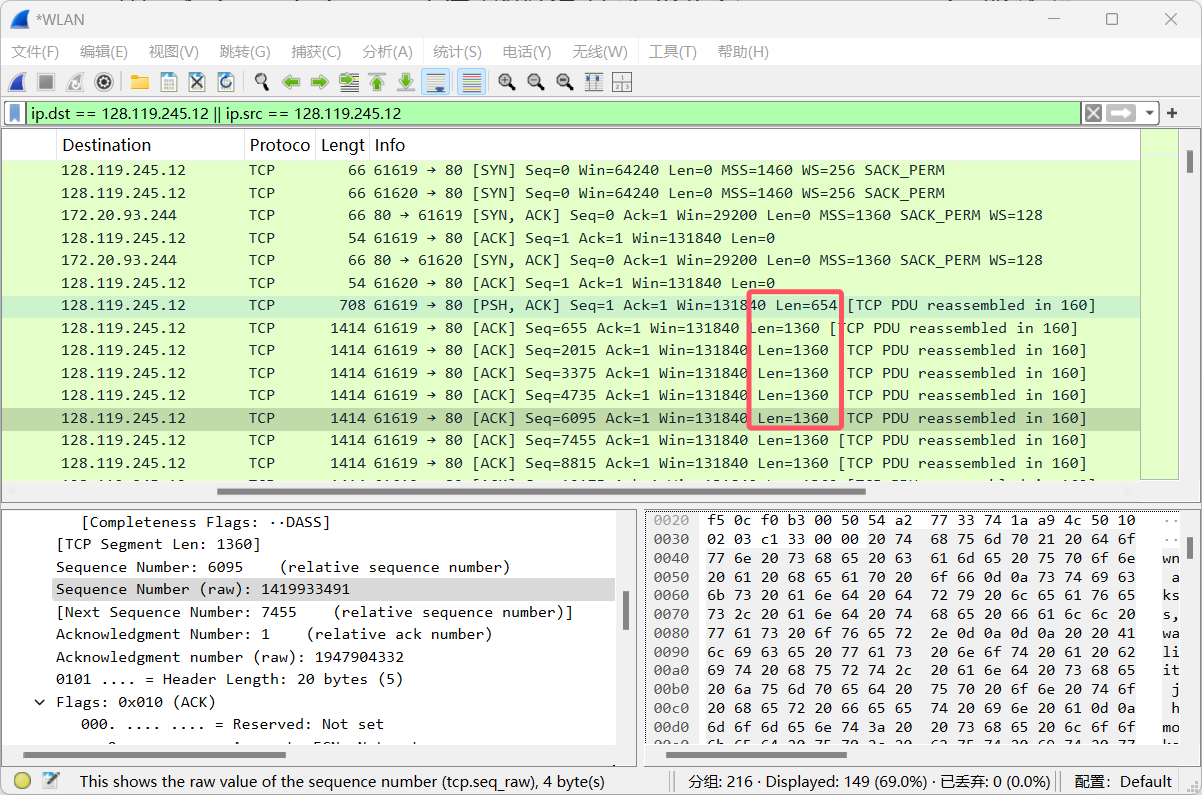 *WLAN
文件(F) 编辑(E) 视图(V) 跳转(G) 捕获(C) 分析(A) 统计(S) 电话(Y) 无线(W) 工具(T) 帮助(H)
ip.dst == 128.119.245.12 || ip.src == 128.119.245.12
Destination Protoco Lengt Info
128.119.245.12 TCP 66 61619 → 80 [SYN] Seq=0 Win=64240 Len=0 MSS=1460 WS=256 SACK_PERM
128.119.245.12 TCP 66 61620 → 80 [SYN] Seq=0 Win=64240 Len=0 MSS=1460 WS=256 SACK_PERM
172.20.93.244 TCP 66 80 → 61619 [SYN, ACK] Seq=0 Ack=1 Win=29200 Len=0 MSS=1360 SACK_PERM WS=128
128.119.245.12 TCP 54 61619 → 80 [ACK] Seq=1 Ack=1 Win=131840 Len=0
172.20.93.244 TCP 66 80 → 61620 [SYN, ACK] Seq=0 Ack=1 Win=29200 Len=0 MSS=1360 SACK_PERM WS=128
128.119.245.12 TCP 54 61620 → 80 [ACK] Seq=1 Ack=1 Win=131840 Len=0
128.119.245.12 TCP 708 61619 → 80 [PSH, ACK] Seq=1 Ack=1 Win=131840 Len=654 [TCP PDU reassembled in 160]
128.119.245.12 TCP 1414 61619 → 80 [ACK] Seq=655 Ack=1 Win=131840 Len=1360 [TCP PDU reassembled in 160]
128.119.245.12 TCP 1414 61619 → 80 [ACK] Seq=2015 Ack=1 Win=131840 Len=1360 [TCP PDU reassembled in 160]
128.119.245.12 TCP 1414 61619 → 80 [ACK] Seq=3375 Ack=1 Win=131840 Len=1360 [TCP PDU reassembled in 160]
128.119.245.12 TCP 1414 61619 → 80 [ACK] Seq=4735 Ack=1 Win=131840 Len=1360 [TCP PDU reassembled in 160]
128.119.245.12 TCP 1414 61619 → 80 [ACK] Seq=6095 Ack=1 Win=131840 Len=1360 [TCP PDU reassembled in 160]
128.119.245.12 TCP 1414 61619 → 80 [ACK] Seq=7455 Ack=1 Win=131840 Len=1360 [TCP PDU reassembled in 160]
128.119.245.12 TCP 1414 61619 → 80 [ACK] Seq=8815 Ack=1 Win=131840 Len=1360 [TCP PDU reassembled in 160]
[Completeness Flags: ··DASS]
[TCP Segment Len: 1360]
Sequence Number: 6095 (relative sequence number)
Sequence Number (raw): 1419933491
[Next Sequence Number: 7455 (relative sequence number)]
Acknowledgment Number: 1 (relative ack number)
Acknowledgment number (raw): 1947904332
0101 .... = Header Length: 20 bytes (5)
Flags: 0x010 (ACK)
000. .... .... = Reserved: Not set
0020 f5 0c f0 b3 00 50 54 a2 77 33 74 1a a9 4c 50 10 ··
0030 02 03 c1 33 00 00 20 74 68 75 6d 70 21 20 64 6f ··
0040 77 6e 20 73 68 65 20 63 61 6d 65 20 75 70 6f 6e wn
0050 20 61 20 68 65 61 70 20 6f 66 0d 0a 73 74 69 63 a
0060 6b 73 20 61 6e 64 20 64 72 79 20 6c 65 61 76 65 ks
0070 73 2c 20 61 6e 64 20 74 68 65 20 66 61 6c 6c 20 s,
0080 77 61 73 20 6f 76 65 72 2e 0d 0a 0d 0a 20 20 41 wa
0090 6c 69 63 65 20 77 61 73 20 6e 6f 74 20 61 20 62 li
00a0 69 74 20 68 75 72 74 2c 20 61 6e 64 20 73 68 65 it
00b0 20 6a 75 6d 70 65 64 20 75 70 20 6f 6e 20 74 6f j
00c0 20 68 65 72 20 66 65 65 74 20 69 6e 20 61 0d 0a h
00d0 6d 6f 6d 65 6e 74 3a 20 20 73 68 65 20 6c 6f 6f mo
This shows the raw value of the sequence number (tcp.seq_raw), 4 byte(s)
分组: 216 · Displayed: 149 (69.0%) · 已丢弃: 0 (0.0%)
配置: Default